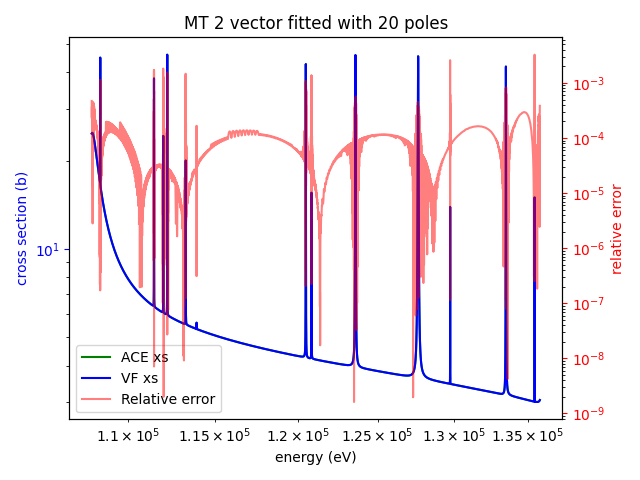 MT 2 vector fitted with 20 poles
cross section (b)
10¹
ACE xs
VF xs
Relative error
10⁻³
10⁻⁴
10⁻⁵
10⁻⁶
10⁻⁷
10⁻⁸
10⁻⁹
relative error
1.1 × 10⁵ 1.15 × 10⁵ 1.2 × 10⁵ 1.25 × 10⁵ 1.3 × 10⁵ 1.35 × 10⁵
energy (eV)